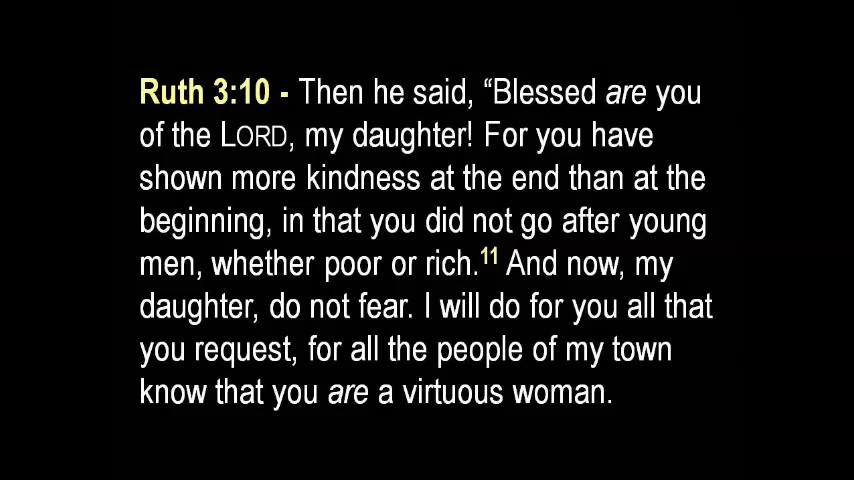 Ruth 3:10 - Then he said, “Blessed are you
of the LORD, my daughter! For you have
shown more kindness at the end than at the
beginning, in that you did not go after young
men, whether poor or rich.11 And now, my
daughter, do not fear. I will do for you all that
you request, for all the people of my town
know that you are a virtuous woman.